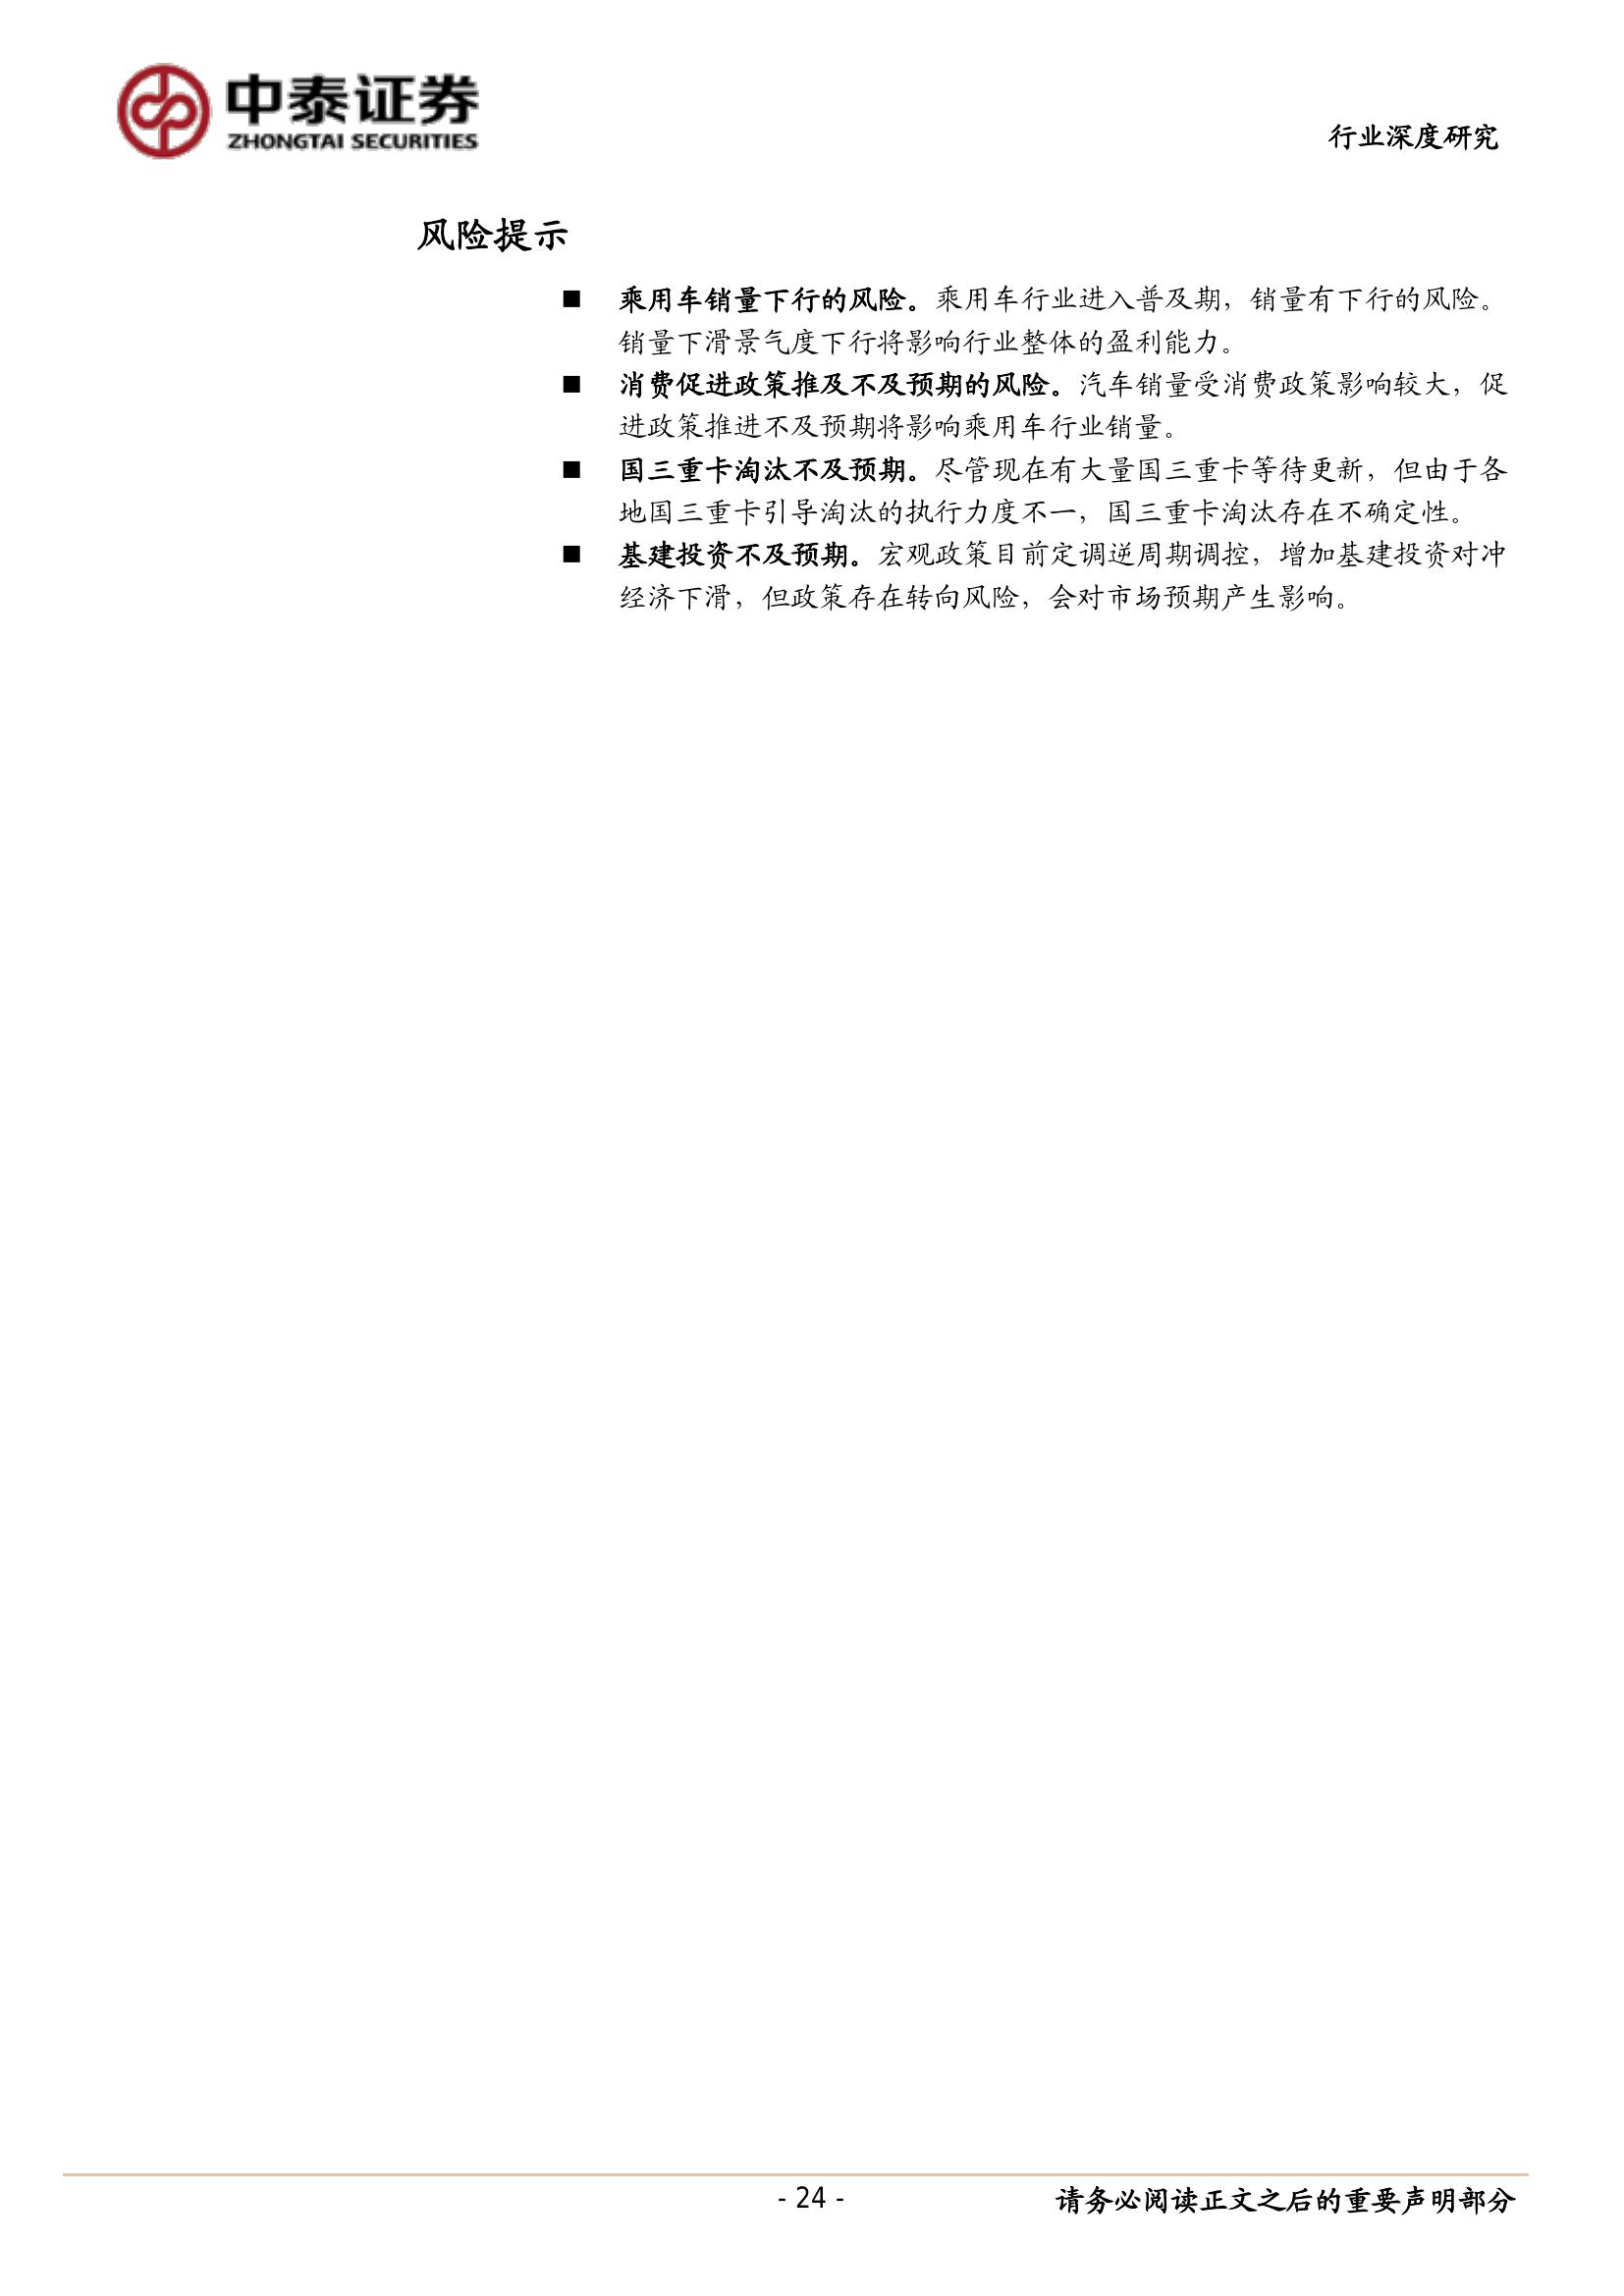 中泰证券
ZHONGTAI SECURITIES
行业深度研究
风险提示
■ 乘用车销量下行的风险。乘用车行业进入普及期，销量有下行的风险。
销量下滑景气度下行将影响行业整体的盈利能力。
■ 消费促进政策推及不及预期的风险。汽车销量受消费政策影响较大，促
进政策推进不及预期将影响乘用车行业销量。
■ 国三重卡淘汰不及预期。尽管现在有大量国三重卡等待更新，但由于各
地国三重卡引导淘汰的执行力度不一，国三重卡淘汰存在不确定性。
■ 基建投资不及预期。宏观政策目前定调逆周期调控，增加基建投资对冲
经济下滑，但政策存在转向风险，会对市场预期产生影响。
- 24 -
请务必阅读正文之后的重要声明部分